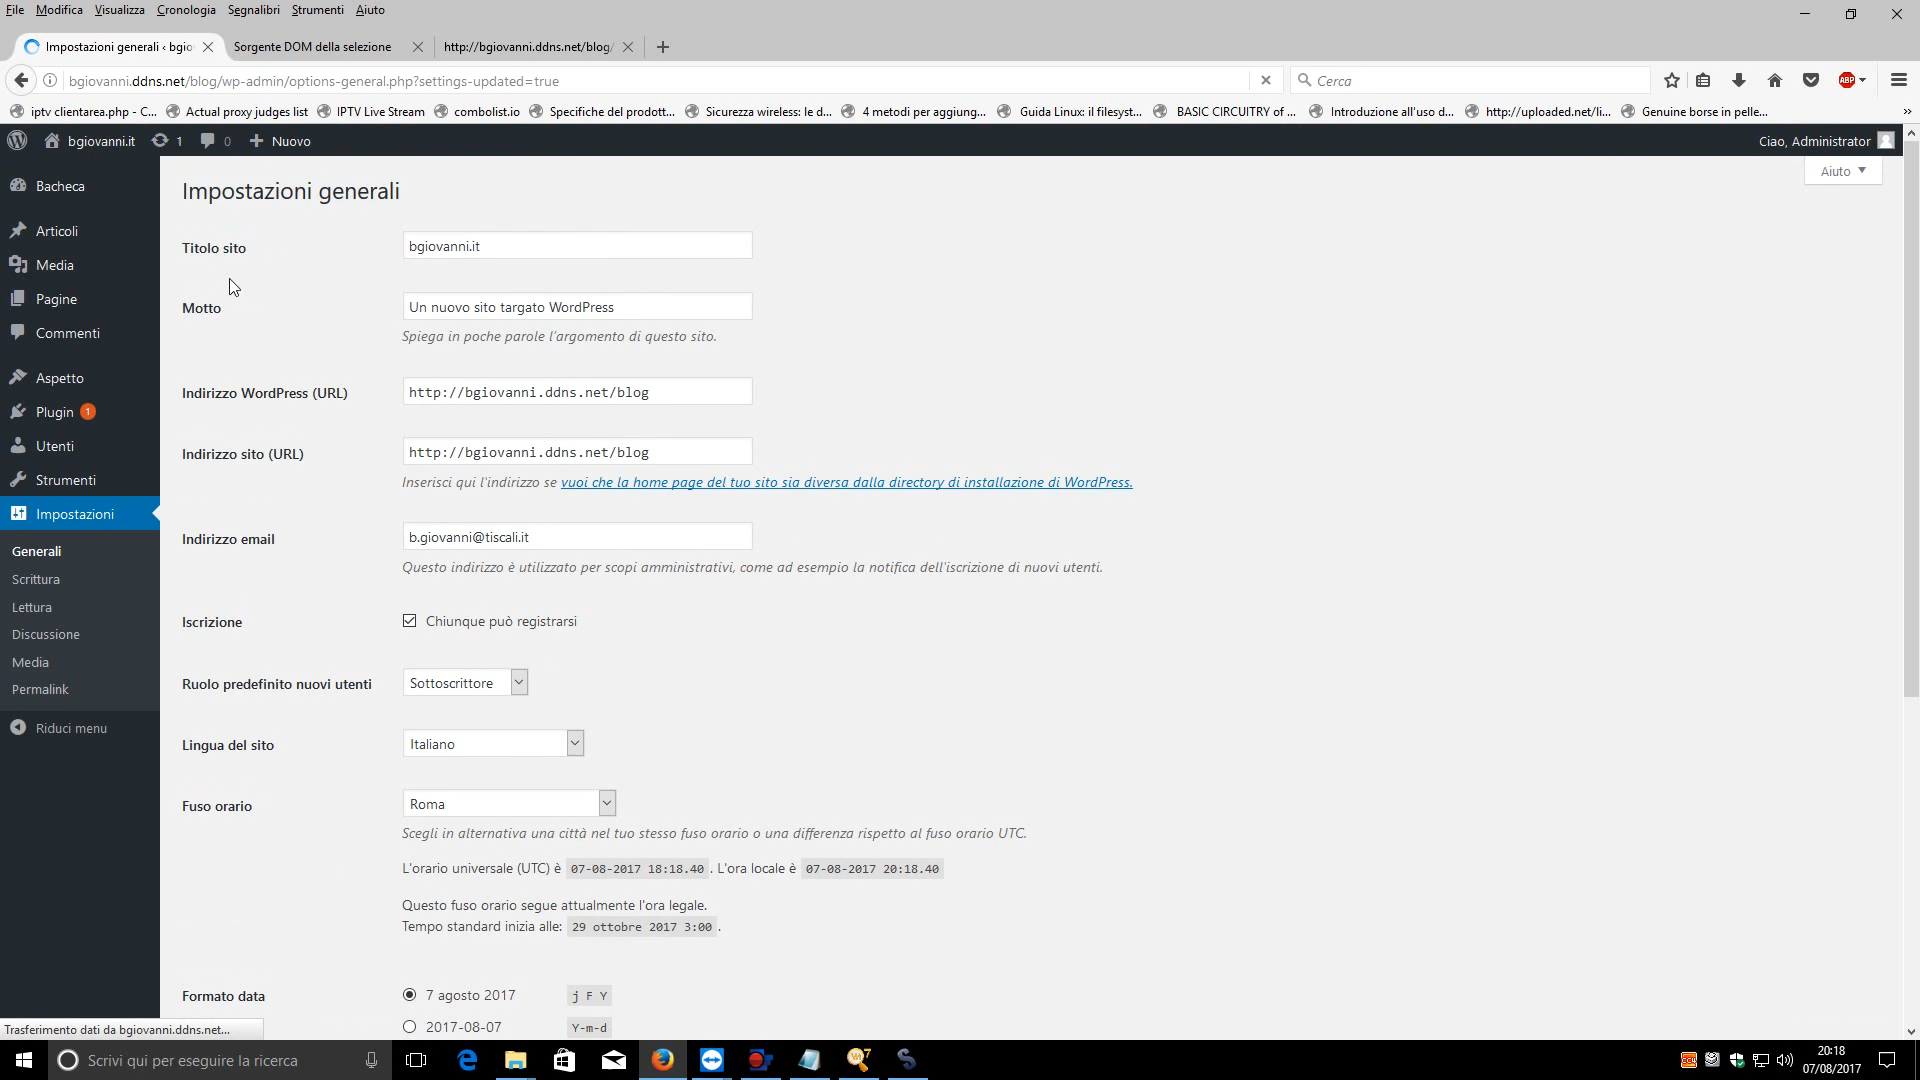 File Modifica Visualizza Cronologia Segnalibri Strumenti Aiuto
Impostazioni generali ‹ bgio
Sorgente DOM della selezione
http://bgiovanni.ddns.net/blog/
bgiovanni.ddns.net/blog/wp-admin/options-general.php?settings-updated=true
Cerca
ABP
iptv clientarea.php - C... Actual proxy judges list IPTV Live Stream combolist.io Specifiche del prodott... Sicurezza wireless: le d... 4 metodi per aggiung... Guida Linux: il filesyst... BASIC CIRCUITRY of ... Introduzione all'uso d... http://uploaded.net/li... Genuine borse in pelle...
bgiovanni.it 1 0 Nuovo
Ciao, Administrator
Aiuto
Bacheca
Articoli
Media
Pagine
Commenti
Aspetto
Plugin 1
Utenti
Strumenti
Impostazioni
Generali
Scrittura
Lettura
Discussione
Media
Permalink
Riduci menu
Impostazioni generali
Titolo sito
bgiovanni.it
Motto
Un nuovo sito targato WordPress
Spiega in poche parole l'argomento di questo sito.
Indirizzo WordPress (URL)
http://bgiovanni.ddns.net/blog
Indirizzo sito (URL)
http://bgiovanni.ddns.net/blog
Inserisci qui l'indirizzo se vuoi che la home page del tuo sito sia diversa dalla directory di installazione di WordPress.
Indirizzo email
b.giovanni@tiscali.it
Questo indirizzo è utilizzato per scopi amministrativi, come ad esempio la notifica dell'iscrizione di nuovi utenti.
Iscrizione
Chiunque può registrarsi
Ruolo predefinito nuovi utenti
Sottoscrittore
Lingua del sito
Italiano
Fuso orario
Roma
Scegli in alternativa una città nel tuo stesso fuso orario o una differenza rispetto al fuso orario UTC.
L'orario universale (UTC) è 07-08-2017 18:18.40 . L'ora locale è 07-08-2017 20:18.40
Questo fuso orario segue attualmente l'ora legale.
Tempo standard inizia alle: 29 ottobre 2017 3:00 .
Formato data
7 agosto 2017 j F Y
2017-08-07 Y-m-d
Trasferimento dati da bgiovanni.ddns.net...
Scrivi qui per eseguire la ricerca
20:18
07/08/2017